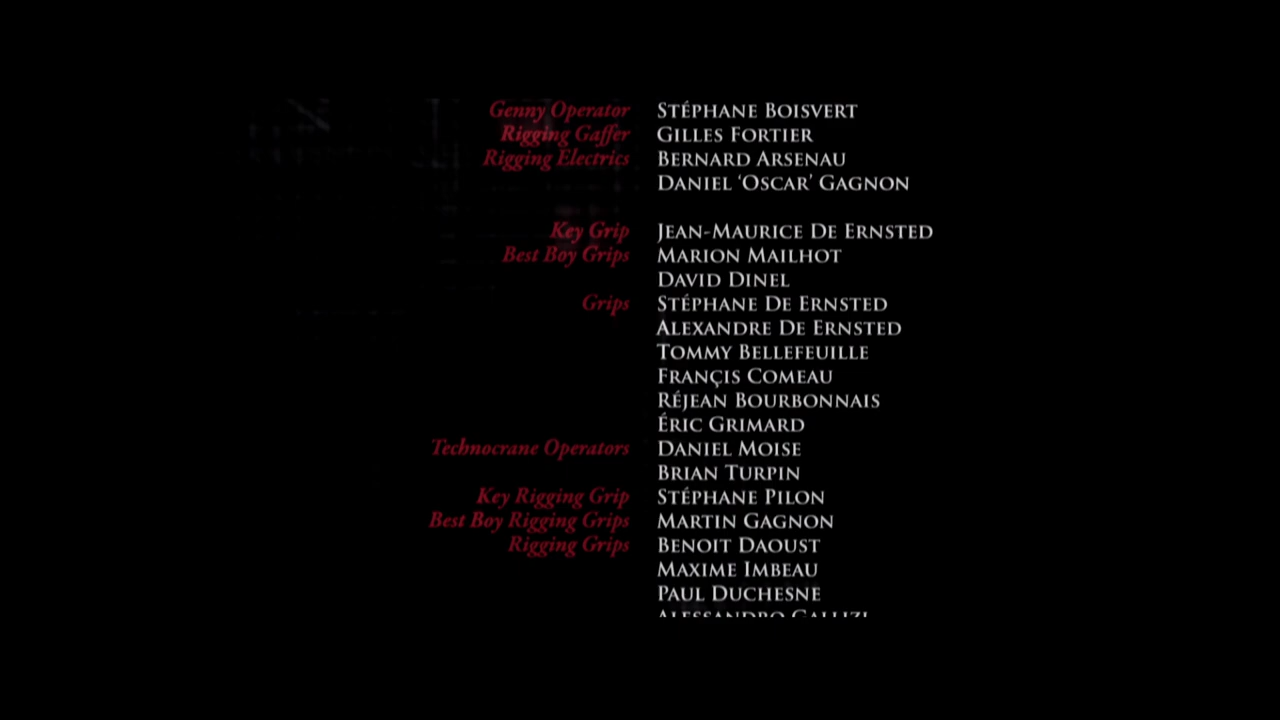 Genny Operator STÉPHANE BOISVERT
Rigging Gaffer GILLES FORTIER
Rigging Electrics BERNARD ARSENAU
DANIEL ‘OSCAR’ GAGNON
Key Grip JEAN-MAURICE DE ERNSTED
Best Boy Grips MARION MAILHOT
DAVID DINEL
Grips STÉPHANE DE ERNSTED
ALEXANDRE DE ERNSTED
TOMMY BELLEFEUILLE
FRANÇIS COMEAU
RÉJEAN BOURBONNAIS
ÉRIC GRIMARD
Technocrane Operators DANIEL MOISE
BRIAN TURPIN
Key Rigging Grip STÉPHANE PILON
Best Boy Rigging Grips MARTIN GAGNON
Rigging Grips BENOIT DAOUST
MAXIME IMBEAU
PAUL DUCHESNE
ALESSANDRO GALLIZI